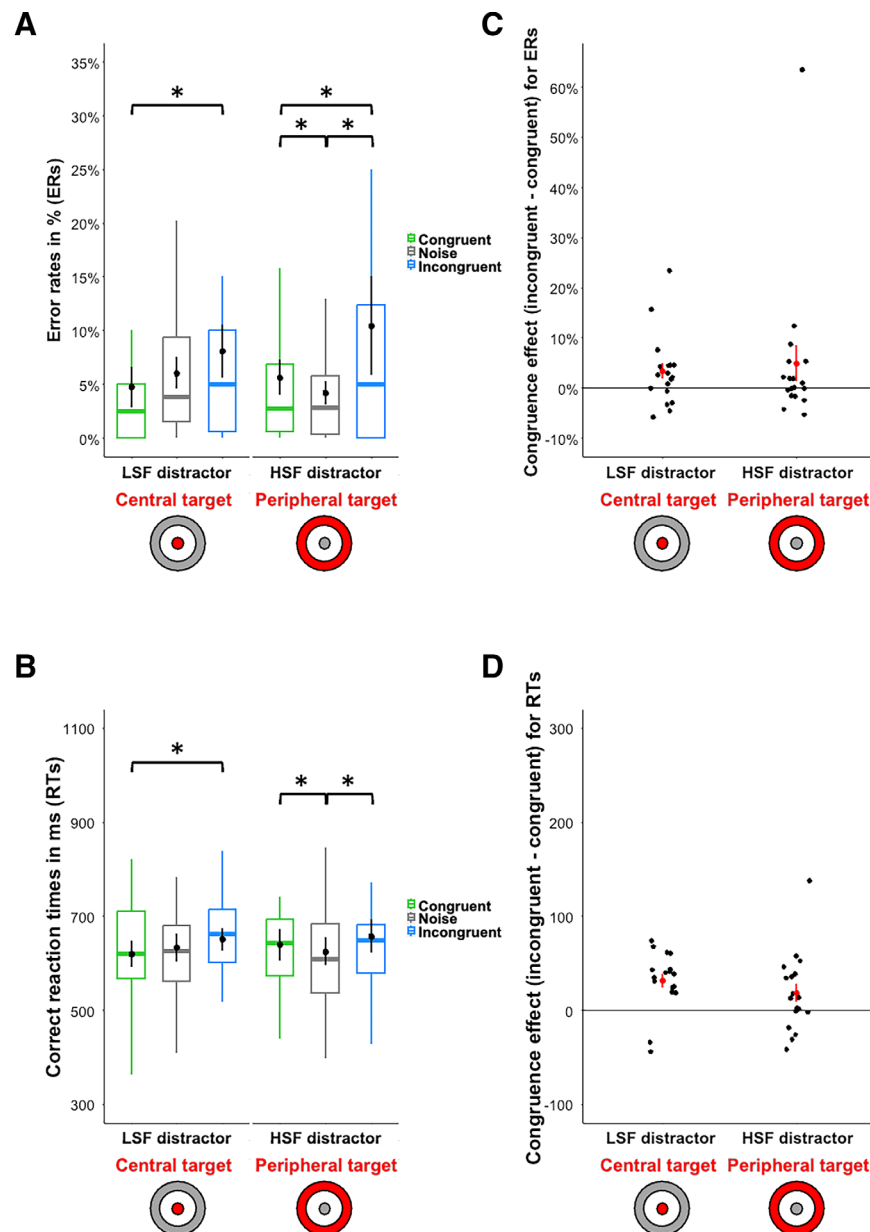 A
Error rates in % (ERs)
35%
30%
25%
20%
15%
10%
5%
0%
*
*
*
*
Congruent
Noise
Incongruent
LSF distractor
HSF distractor
Central target
Peripheral target
C
Congruence effect (incongruent - congruent) for ERs
60%
50%
40%
30%
20%
10%
0%
-10%
LSF distractor
HSF distractor
Central target
Peripheral target
B
Correct reaction times in ms (RTs)
1100
900
700
500
300
*
*
*
Congruent
Noise
Incongruent
LSF distractor
HSF distractor
Central target
Peripheral target
D
Congruence effect (incongruent - congruent) for RTs
300
200
100
0
-100
LSF distractor
HSF distractor
Central target
Peripheral target